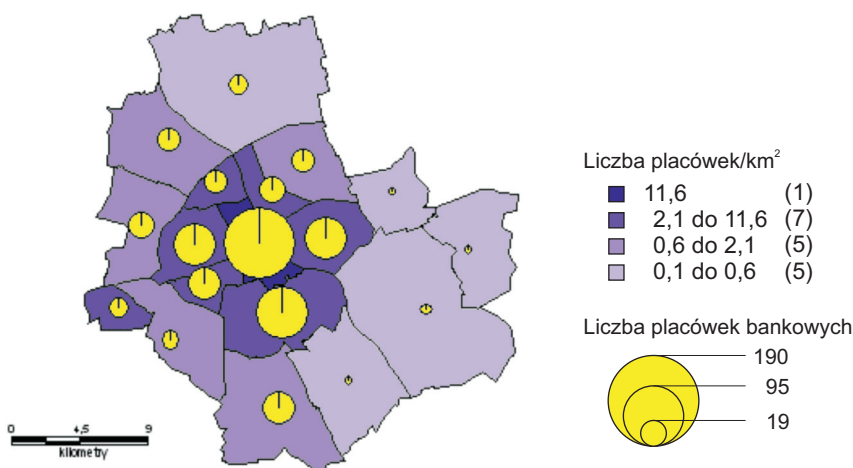 Liczba placówek/km²
11,6 (1)
2,1 do 11,6 (7)
0,6 do 2,1 (5)
0,1 do 0,6 (5)
Liczba placówek bankowych
190
95
19
0 4,5 9
kilometry